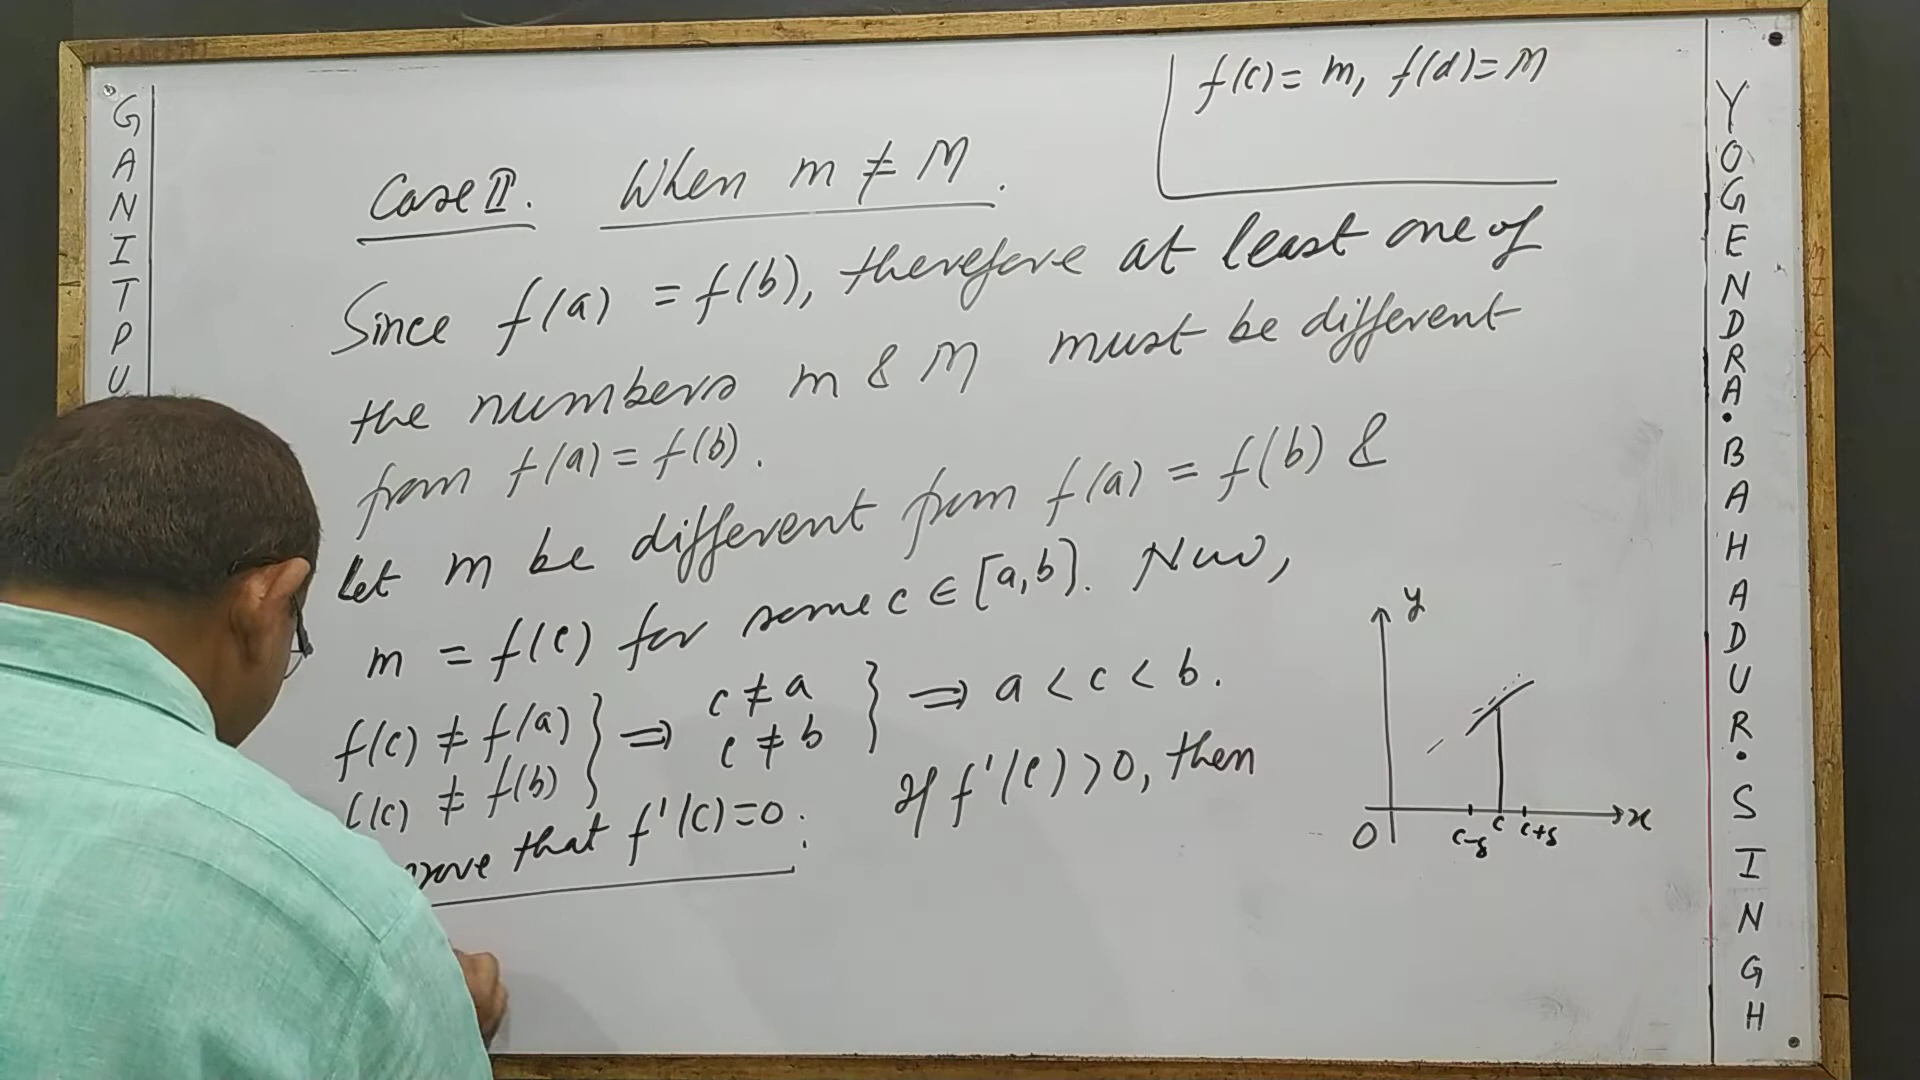 GANITPU
f(c) = m, f(d) = M
Case II. When m ≠ M.
Since f(a) = f(b), therefore at least one of
the numbers m & M must be different
from f(a) = f(b).
Let m be different from f(a) = f(b) &
m = f(c) for some c ∈ [a,b]. Now,
f(c) ≠ f(a) } ⇒ c ≠ a } ⇒ a < c < b.
f(c) ≠ f(b) } c ≠ b }
prove that f'(c) = 0. If f'(c) > 0, then
y
O c-δ c c+δ x
YOGENDRA·BAHADUR·SINGH